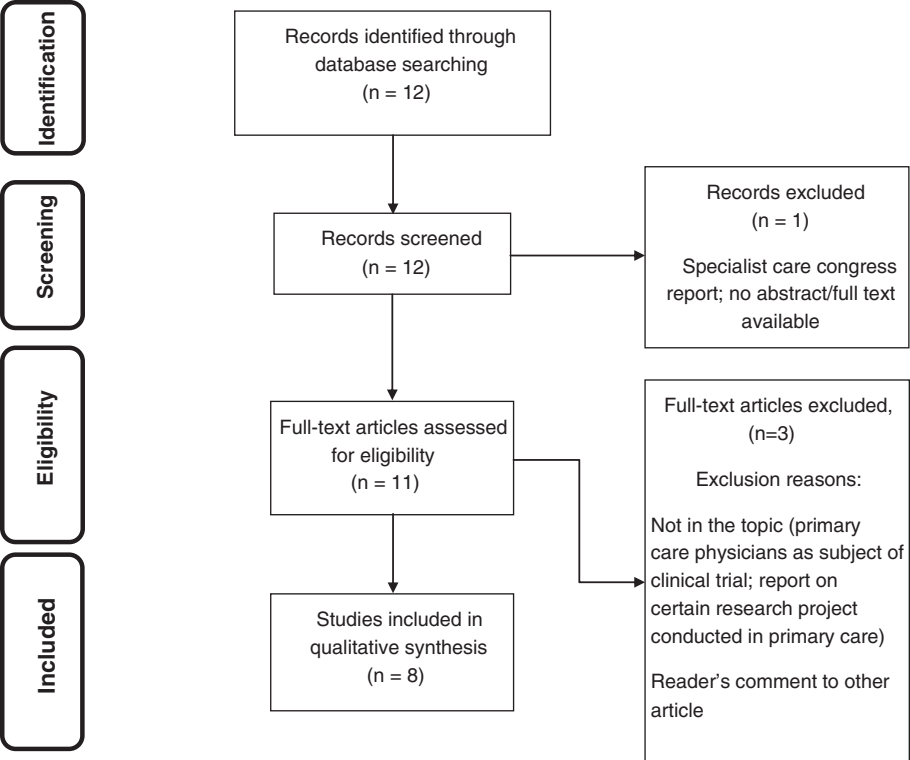 Identification
Records identified through
database searching
(n = 12)
Screening
Records screened
(n = 12)
Records excluded
(n = 1)
Specialist care congress
report; no abstract/full text
available
Eligibility
Full-text articles assessed
for eligibility
(n = 11)
Full-text articles excluded,
(n=3)
Exclusion reasons:
Not in the topic (primary
care physicians as subject of
clinical trial; report on
certain research project
conducted in primary care)
Reader's comment to other
article
Included
Studies included in
qualitative synthesis
(n = 8)